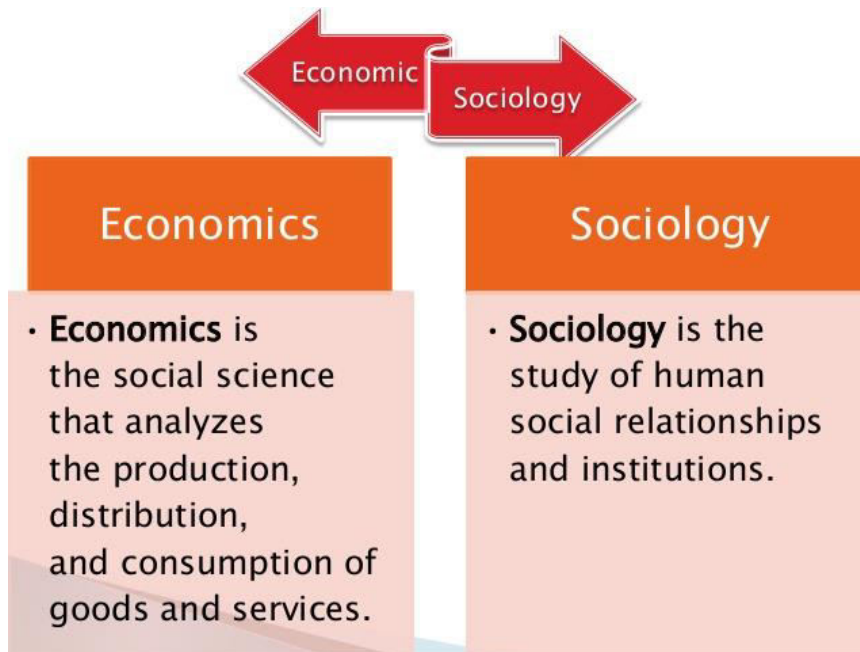 Economic
Sociology
Economics
• Economics is
the social science
that analyzes
the production,
distribution,
and consumption of
goods and services.
Sociology
• Sociology is the
study of human
social relationships
and institutions.